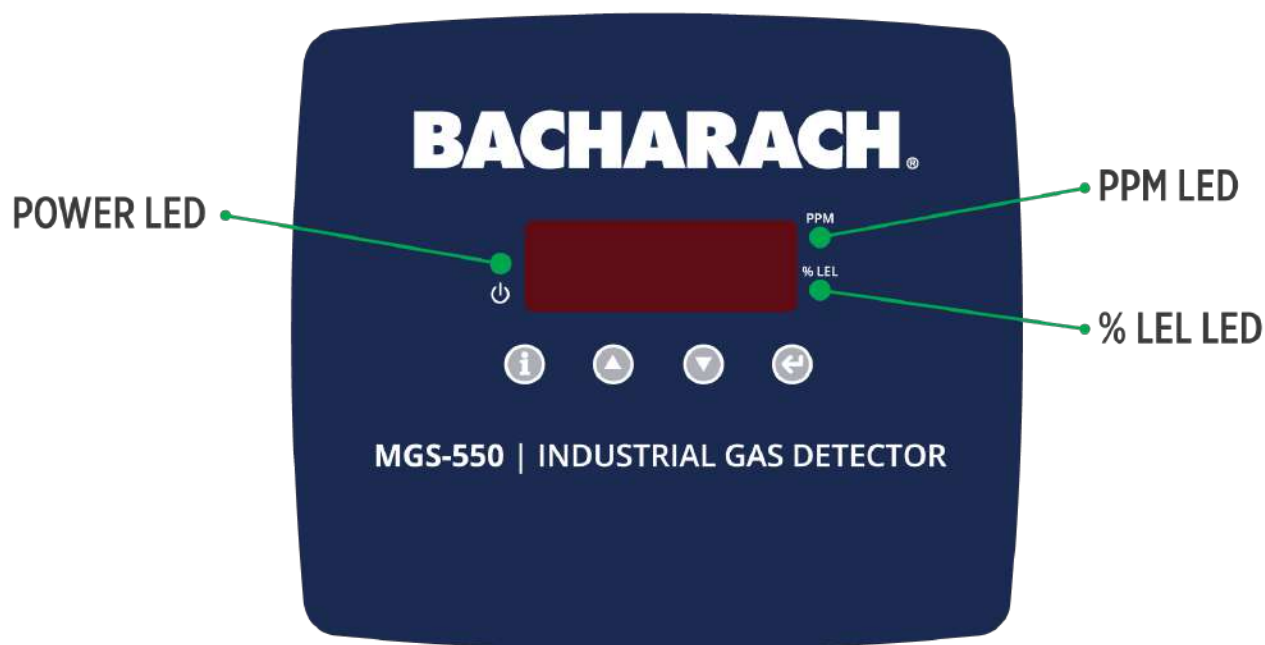 BACHARACH®
POWER LED
PPM
PPM LED
% LEL
% LEL LED
i
MGS-550 | INDUSTRIAL GAS DETECTOR